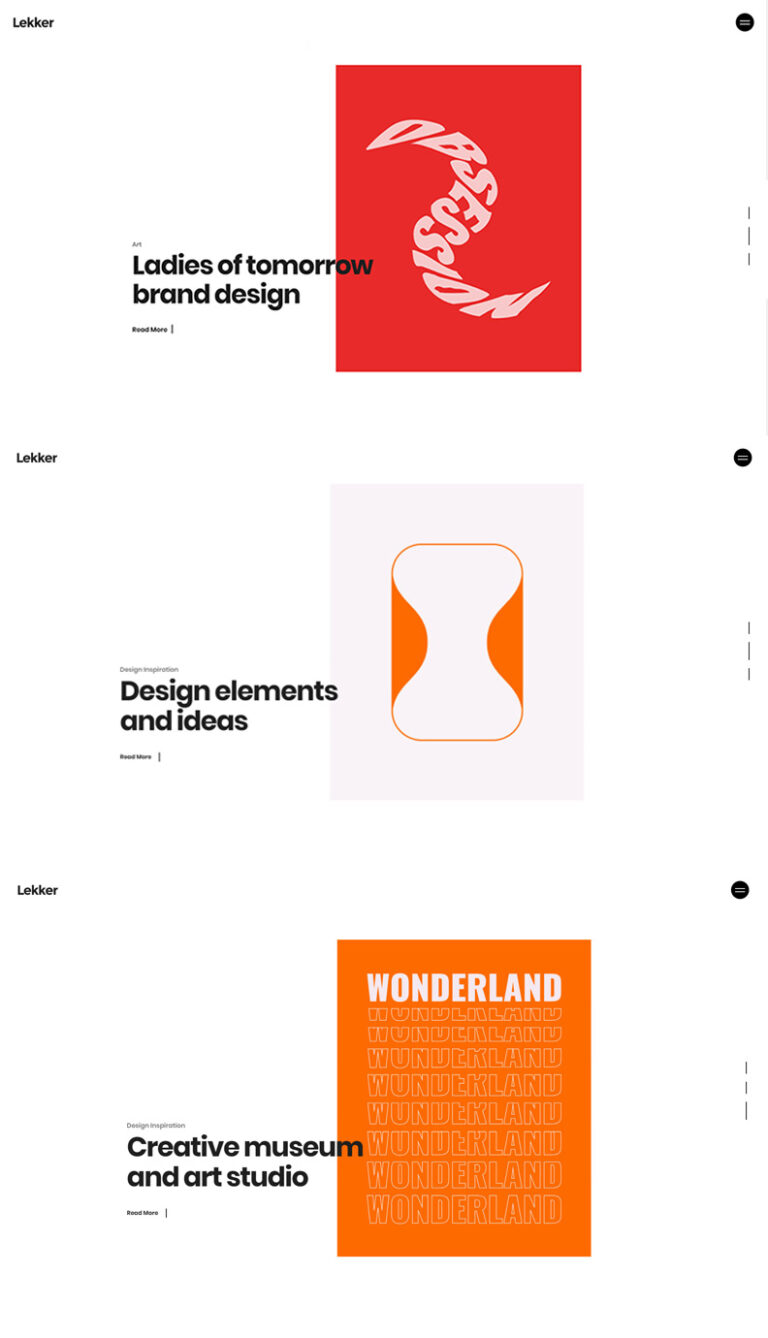 Lekker
OBSESSION
Art
Ladies of tomorrow
brand design
Read More
Lekker
Design Inspiration
Design elements
and ideas
Read More
Lekker
WONDERLAND
WONDERLAND
WONDERLAND
WONDERLAND
WONDERLAND
WONDERLAND
WONDERLAND
WONDERLAND
WONDERLAND
Design Inspiration
Creative museum
and art studio
Read More